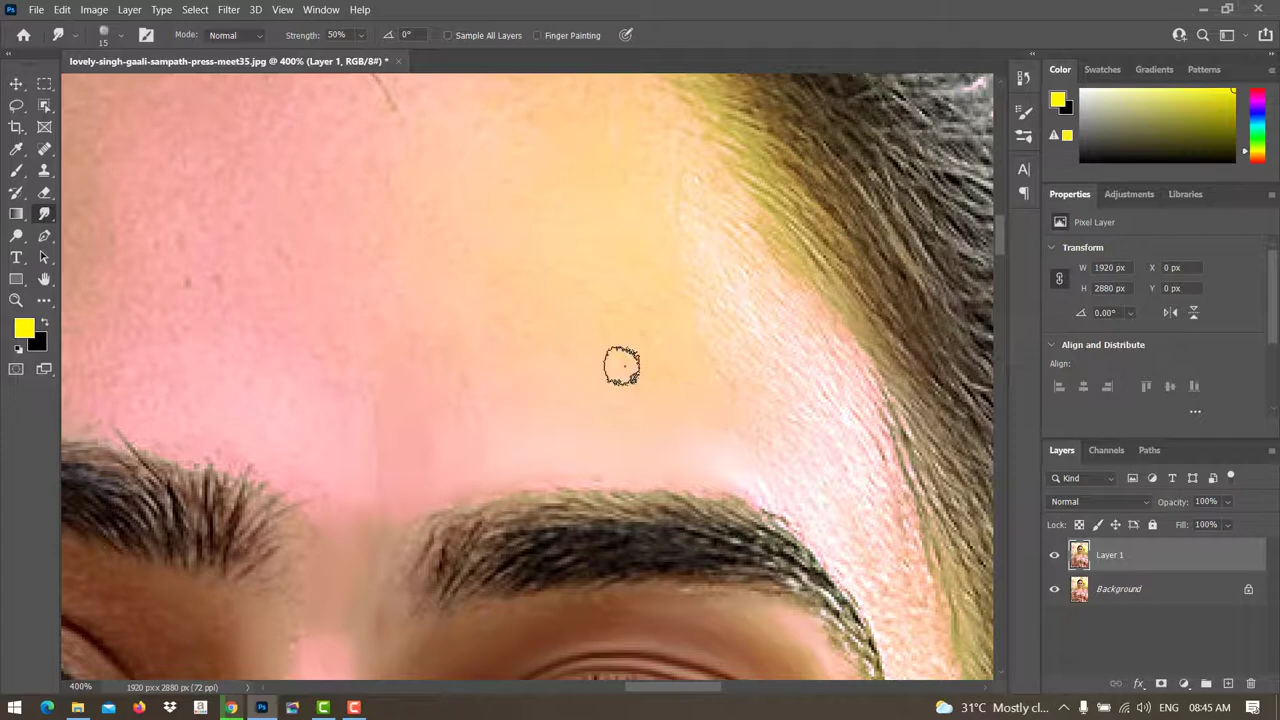 File Edit Image Layer Type Select Filter 3D View Window Help
15 Mode: Normal Strength: 50% 0° Sample All Layers Finger Painting
lovely-singh-gaali-sampath-press-meet35.jpg @ 400% (Layer 1, RGB/8#) *
Color Swatches Gradients Patterns
Properties Adjustments Libraries
Pixel Layer
Transform
W 1920 px X 0 px
H 2880 px Y 0 px
0.00°
Align and Distribute
Align:
Layers Channels Paths
Kind
Normal Opacity: 100%
Lock: Fill: 100%
Layer 1
Background
400% 1920 px x 2880 px (72 ppi)
31°C Mostly cl... ENG 08:45 AM